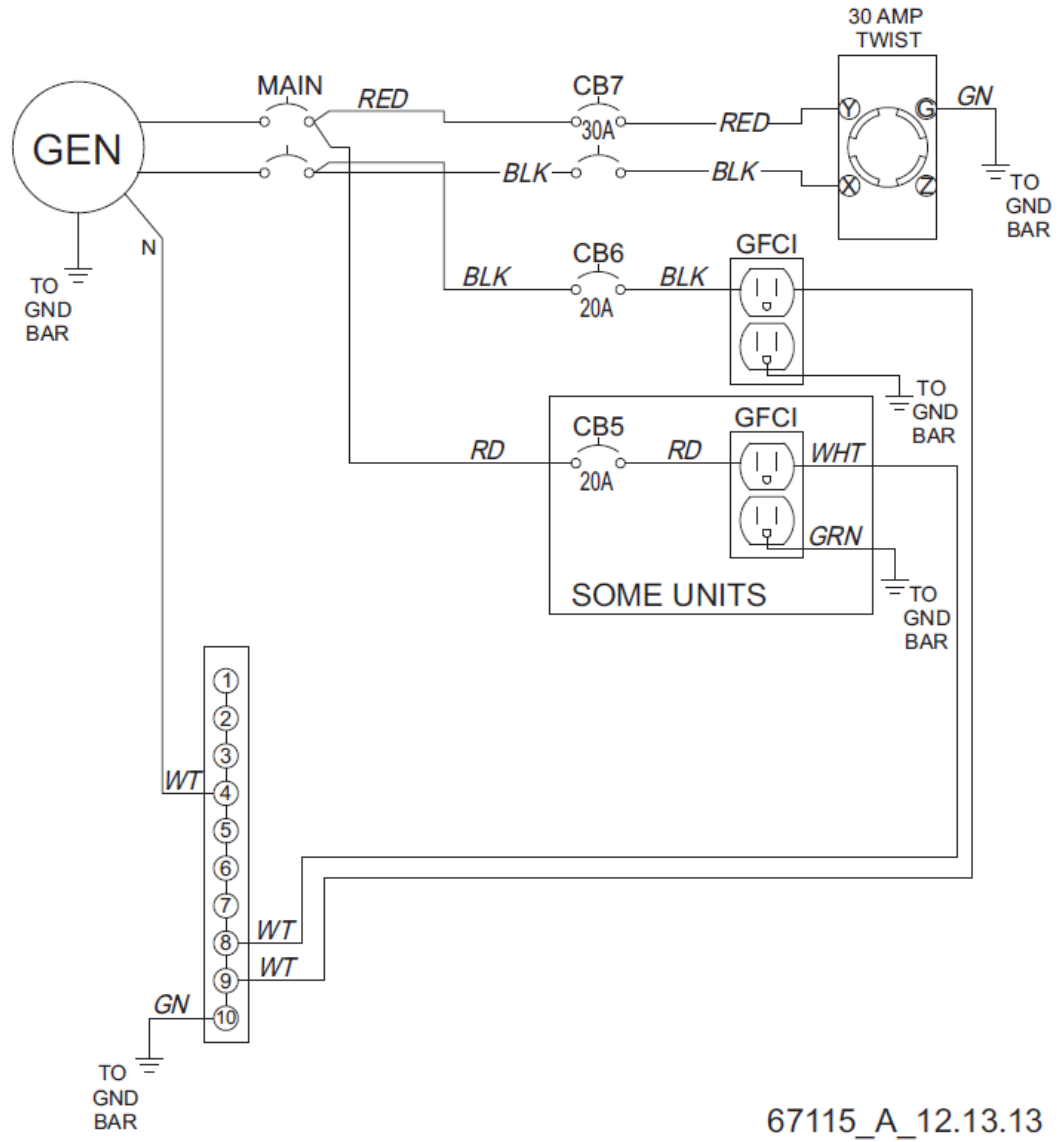 30 AMP
TWIST
MAIN
RED
CB7
30A
RED
Y
G
GN
GEN
BLK
BLK
X
Z
TO
GND
BAR
N
TO
GND
BAR
BLK
CB6
20A
BLK
GFCI
TO
GND
BAR
RD
CB5
20A
RD
GFCI
WHT
GRN
SOME UNITS
TO
GND
BAR
1
2
3
WT
4
5
6
7
8
WT
9
WT
GN
10
TO
GND
BAR
67115_A_12.13.13